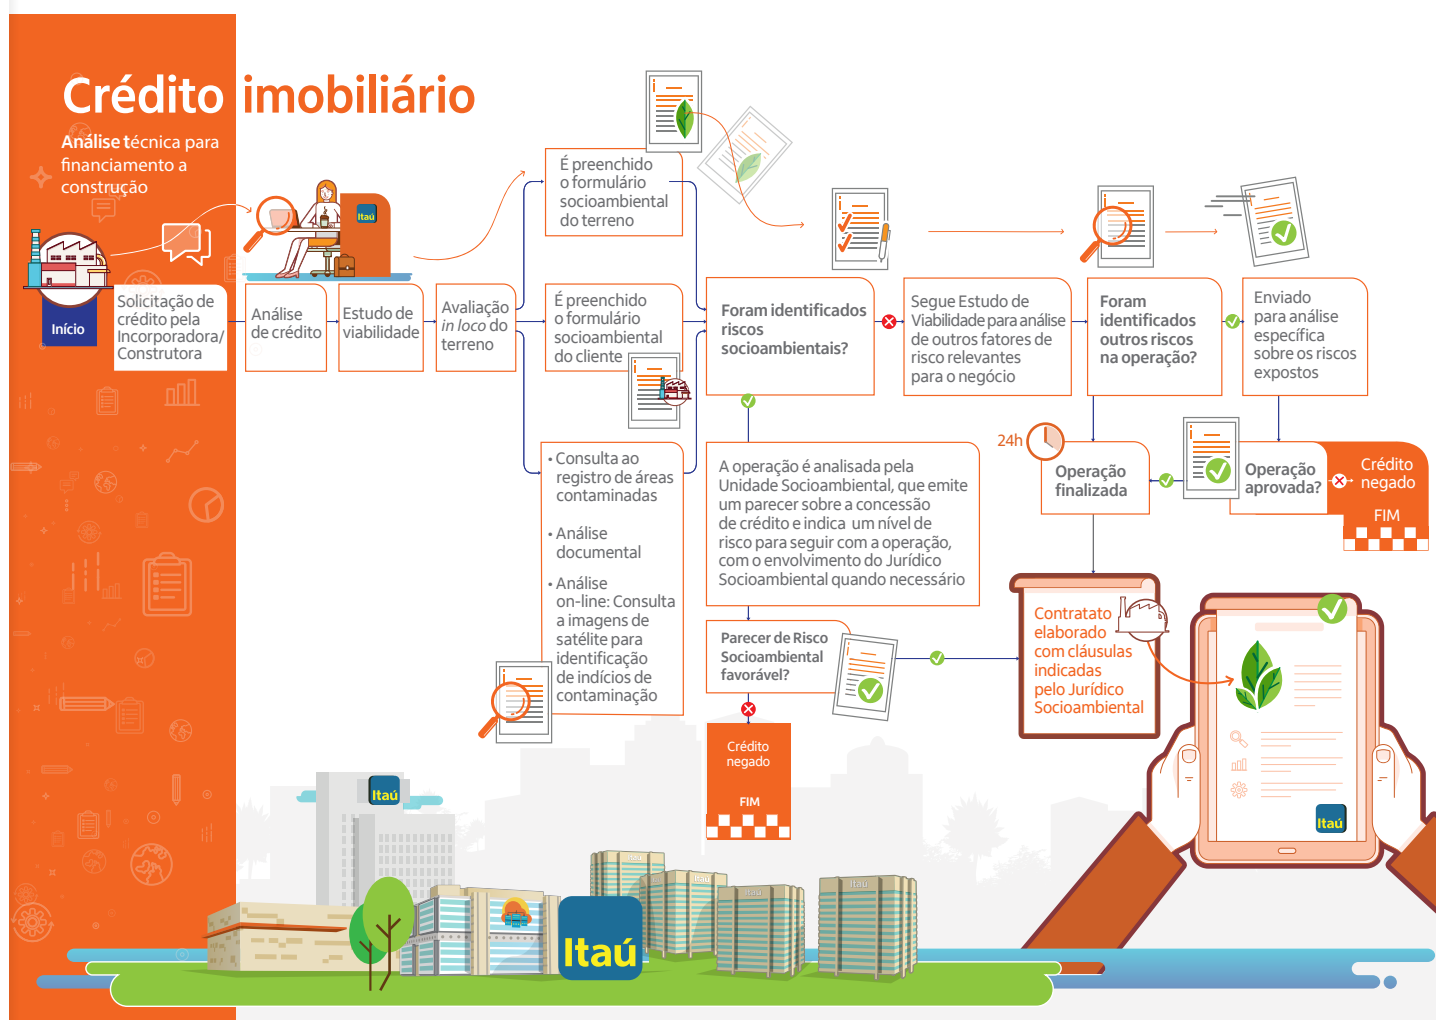 Crédito imobiliário
Análise técnica para
financiamento a
construção
Itaú
Início
Solicitação de
crédito pela
Incorporadora/
Construtora
Análise
de crédito
Estudo de
viabilidade
Avaliação
in loco do
terreno
É preenchido
o formulário
socioambiental
do terreno
É preenchido
o formulário
socioambiental
do cliente
• Consulta ao
registro de áreas
contaminadas
• Análise
documental
• Análise
on-line: Consulta
a imagens de
satélite para
identificação
de indícios de
contaminação
Foram identificados
riscos
socioambientais?
Segue Estudo de
Viabilidade para análise
de outros fatores de
risco relevantes
para o negócio
Foram
identificados
outros riscos
na operação?
Enviado
para análise
específica
sobre os riscos
expostos
A operação é analisada pela
Unidade Socioambiental, que emite
um parecer sobre a concessão
de crédito e indica um nível de
risco para seguir com a operação,
com o envolvimento do Jurídico
Socioambiental quando necessário
24h
Operação
finalizada
Operação
aprovada?
Crédito
negado
FIM
Parecer de Risco
Socioambiental
favorável?
Crédito
negado
FIM
Contratato
elaborado
com cláusulas
indicadas
pelo Jurídico
Socioambiental
Itaú
Itaú
Itaú
Itaú
Itaú
Itaú
Itaú